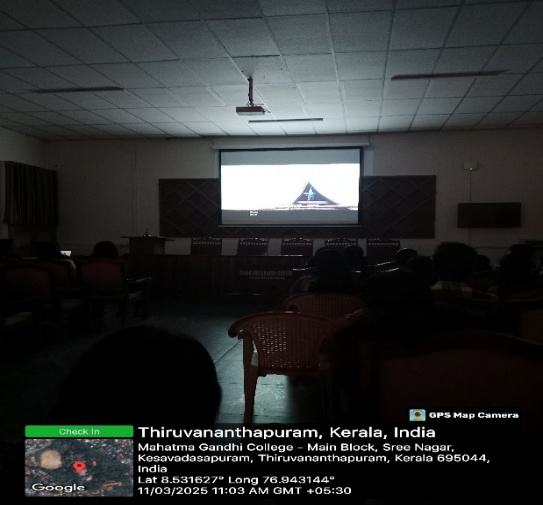 GPS Map Camera
Check In
Thiruvananthapuram, Kerala, India
Mahatma Gandhi College - Main Block, Sree Nagar,
Kesavadasapuram, Thiruvananthapuram, Kerala 695044,
India
Lat 8.531627° Long 76.943144°
11/03/2025 11:03 AM GMT +05:30
Google